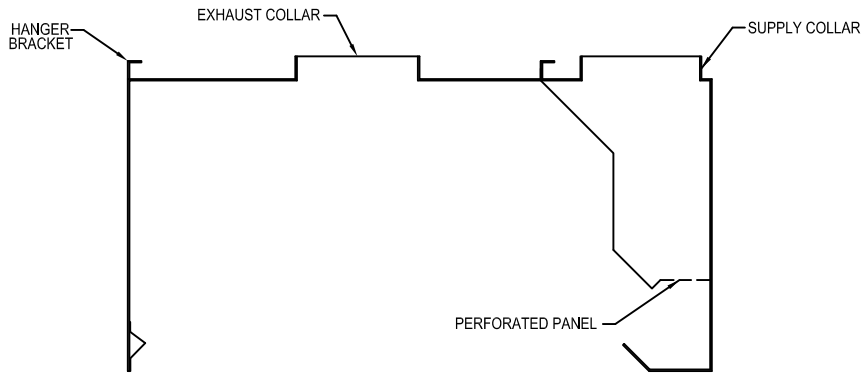 EXHAUST COLLAR
HANGER
BRACKET
SUPPLY COLLAR
PERFORATED PANEL